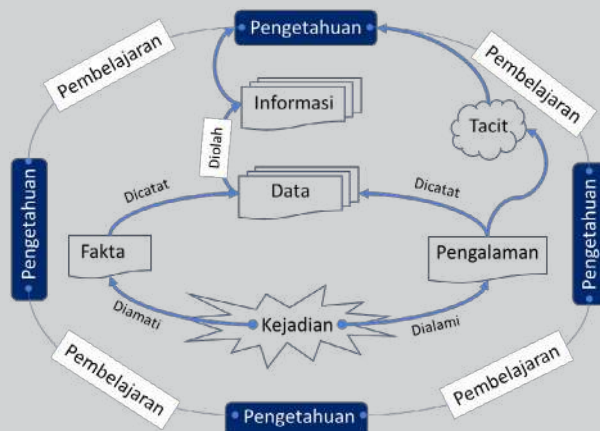 Pengetahuan
Pembelajaran
Pembelajaran
Informasi
Tacit
Diolah
Dicatat
Data
Dicatat
Pengetahuan
Pengetahuan
Fakta
Pengalaman
Diamati
Kejadian
Dialami
Pembelajaran
Pembelajaran
Pengetahuan